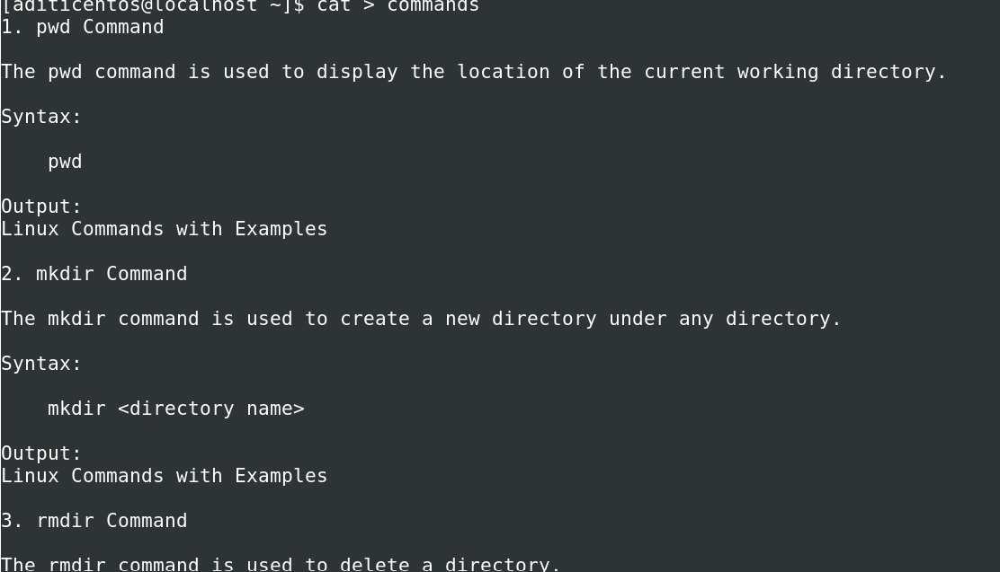 [aditicentos@localhost ~]$ cat > commands
1. pwd Command
The pwd command is used to display the location of the current working directory.
Syntax:
pwd
Output:
Linux Commands with Examples
2. mkdir Command
The mkdir command is used to create a new directory under any directory.
Syntax:
mkdir <directory name>
Output:
Linux Commands with Examples
3. rmdir Command
The rmdir command is used to delete a directory.